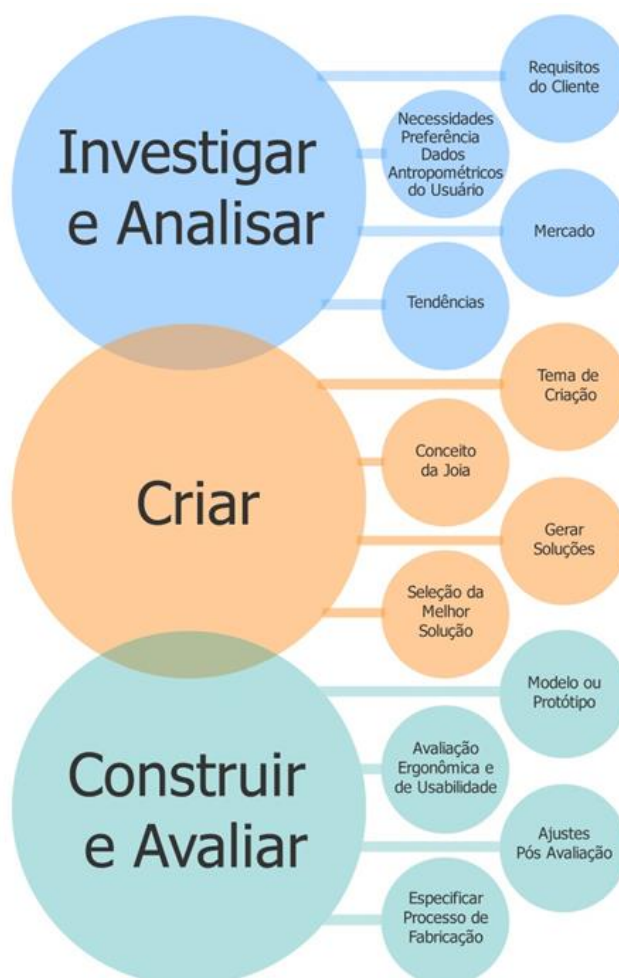 Investigar
e Analisar
Requisitos
do Cliente
Necessidades
Preferência
Dados
Antropométricos
do Usuário
Mercado
Tendências
Criar
Tema de
Criação
Conceito
da Joia
Gerar
Soluções
Seleção da
Melhor
Solução
Construir
e Avaliar
Modelo ou
Protótipo
Avaliação
Ergonômica e
de Usabilidade
Ajustes
Pós Avaliação
Especificar
Processo de
Fabricação